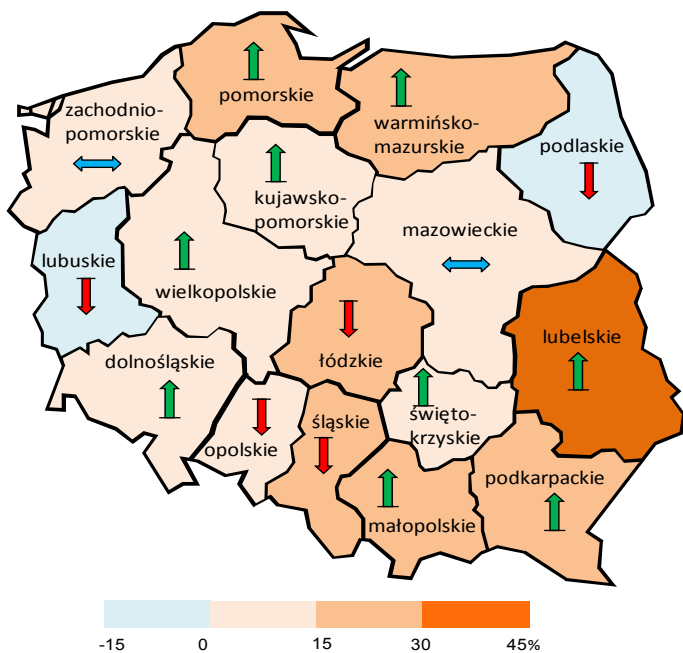 pomorskie
zachodnio-
pomorskie
warmińsko-
mazurskie
podlaskie
kujawsko-
pomorskie
mazowieckie
lubuskie
wielkopolskie
lubelskie
dolnośląskie
łódzkie
święto-
krzyskie
śląskie
opolskie
podkarpackie
małopolskie
-15 0 15 30 45%